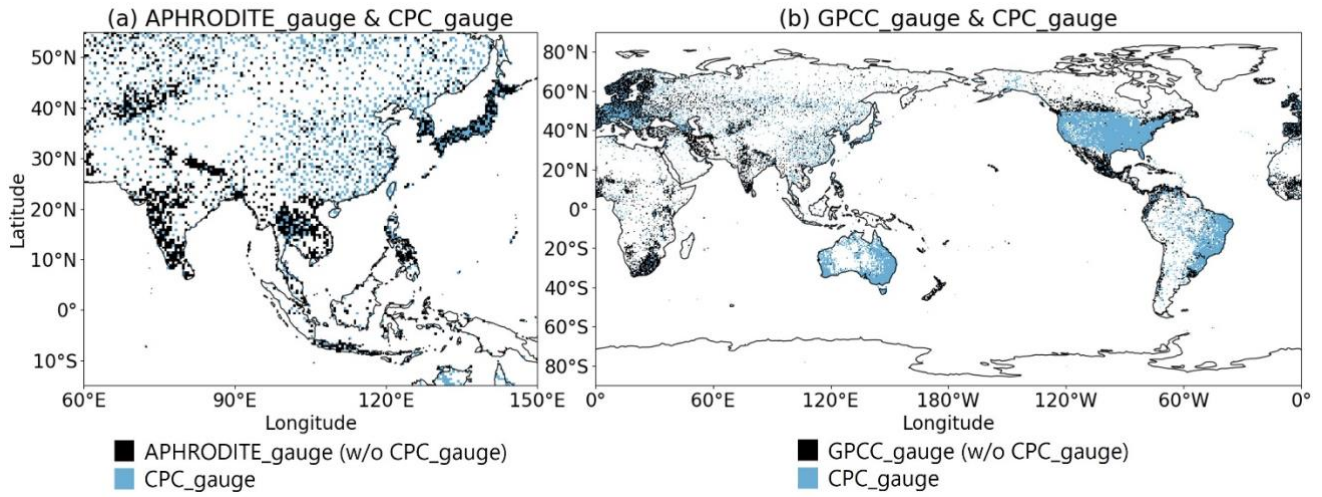 (a) APHRODITE_gauge & CPC_gauge
50°N
40°N
30°N
20°N
10°N
0°
10°S
Latitude
60°E
90°E
120°E
150°E
Longitude
APHRODITE_gauge (w/o CPC_gauge)
CPC_gauge
(b) GPCC_gauge & CPC_gauge
80°N
60°N
40°N
20°N
0°
20°S
40°S
60°S
80°S
0°
60°E
120°E
180°W
120°W
60°W
0°
Longitude
GPCC_gauge (w/o CPC_gauge)
CPC_gauge